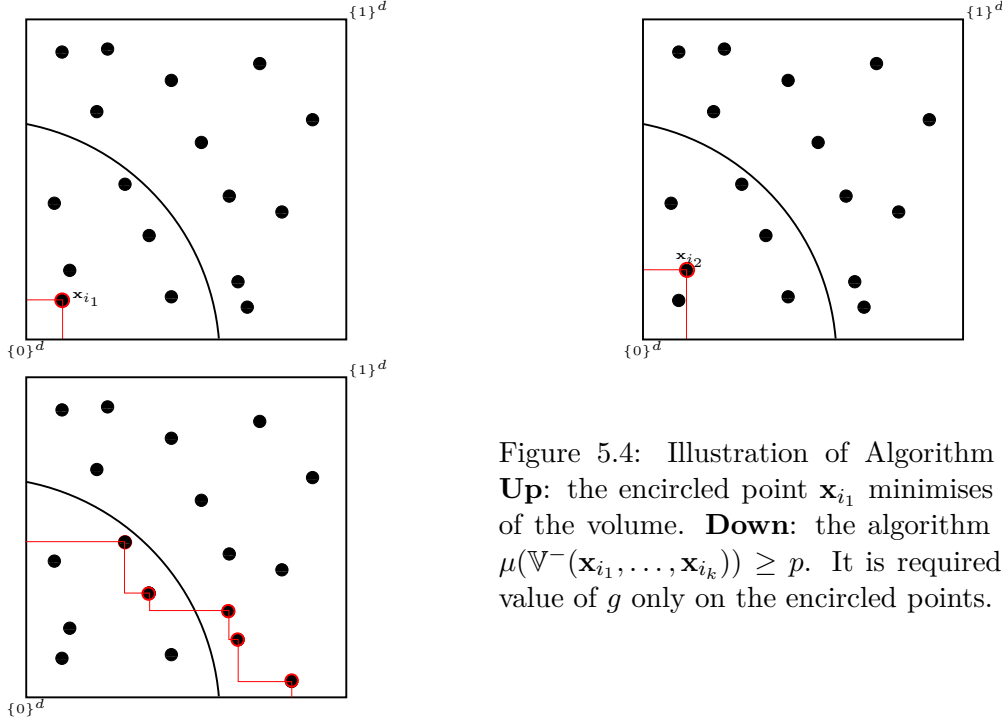 {1}^d
{1}^d
𝐱_{i_1}
𝐱_{i_2}
{0}^d
{0}^d
{1}^d
Figure 5.4: Illustration of Algorithm
Up: the encircled point 𝐱_{i_1} minimises
of the volume. Down: the algorithm
μ(𝕍^−(𝐱_{i_1}, . . . , 𝐱_{i_k})) ≥ p. It is required
value of g only on the encircled points.
{0}^d